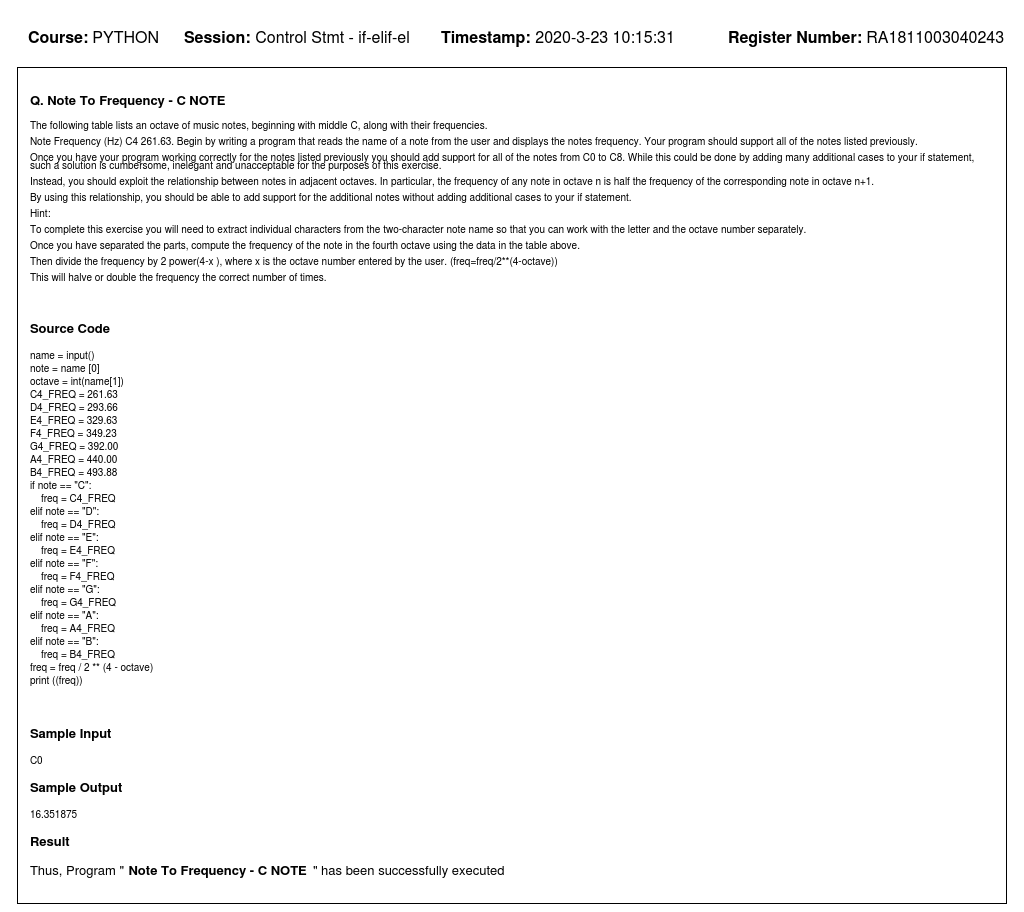 Course: PYTHON Session: Control Stmt - if-elif-el Timestamp: 2020-3-23 10:15:31 Register Number: RA1811003040243
Q. Note To Frequency - C NOTE
The following table lists an octave of music notes, beginning with middle C, along with their frequencies.
Note Frequency (Hz) C4 261.63. Begin by writing a program that reads the name of a note from the user and displays the notes frequency. Your program should support all of the notes listed previously.
Once you have your program working correctly for the notes listed previously you should add support for all of the notes from C0 to C8. While this could be done by adding many additional cases to your if statement,
such a solution is cumbersome, inelegant and unacceptable for the purposes of this exercise.
Instead, you should exploit the relationship between notes in adjacent octaves. In particular, the frequency of any note in octave n is half the frequency of the corresponding note in octave n+1.
By using this relationship, you should be able to add support for the additional notes without adding additional cases to your if statement.
Hint:
To complete this exercise you will need to extract individual characters from the two-character note name so that you can work with the letter and the octave number separately.
Once you have separated the parts, compute the frequency of the note in the fourth octave using the data in the table above.
Then divide the frequency by 2 power(4-x ), where x is the octave number entered by the user. (freq=freq/2**(4-octave))
This will halve or double the frequency the correct number of times.
Source Code
name = input()
note = name [0]
octave = int(name[1])
C4_FREQ = 261.63
D4_FREQ = 293.66
E4_FREQ = 329.63
F4_FREQ = 349.23
G4_FREQ = 392.00
A4_FREQ = 440.00
B4_FREQ = 493.88
if note == "C":
    freq = C4_FREQ
elif note == "D":
    freq = D4_FREQ
elif note == "E":
    freq = E4_FREQ
elif note == "F":
    freq = F4_FREQ
elif note == "G":
    freq = G4_FREQ
elif note == "A":
    freq = A4_FREQ
elif note == "B":
    freq = B4_FREQ
freq = freq / 2 ** (4 - octave)
print ((freq))
Sample Input
C0
Sample Output
16.351875
Result
Thus, Program " Note To Frequency - C NOTE " has been successfully executed